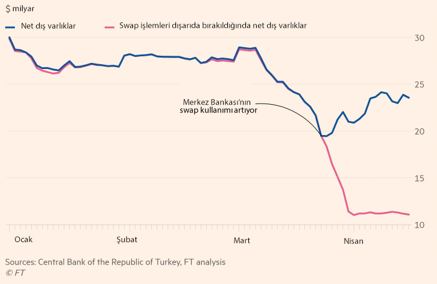 $ milyar
Net dış varlıklar
Swap işlemleri dışarıda bırakıldığında net dış varlıklar
30
25
20
15
10
Merkez Bankası'nın
swap kullanımı artıyor
Ocak
Şubat
Mart
Nisan
Sources: Central Bank of the Republic of Turkey, FT analysis
© FT